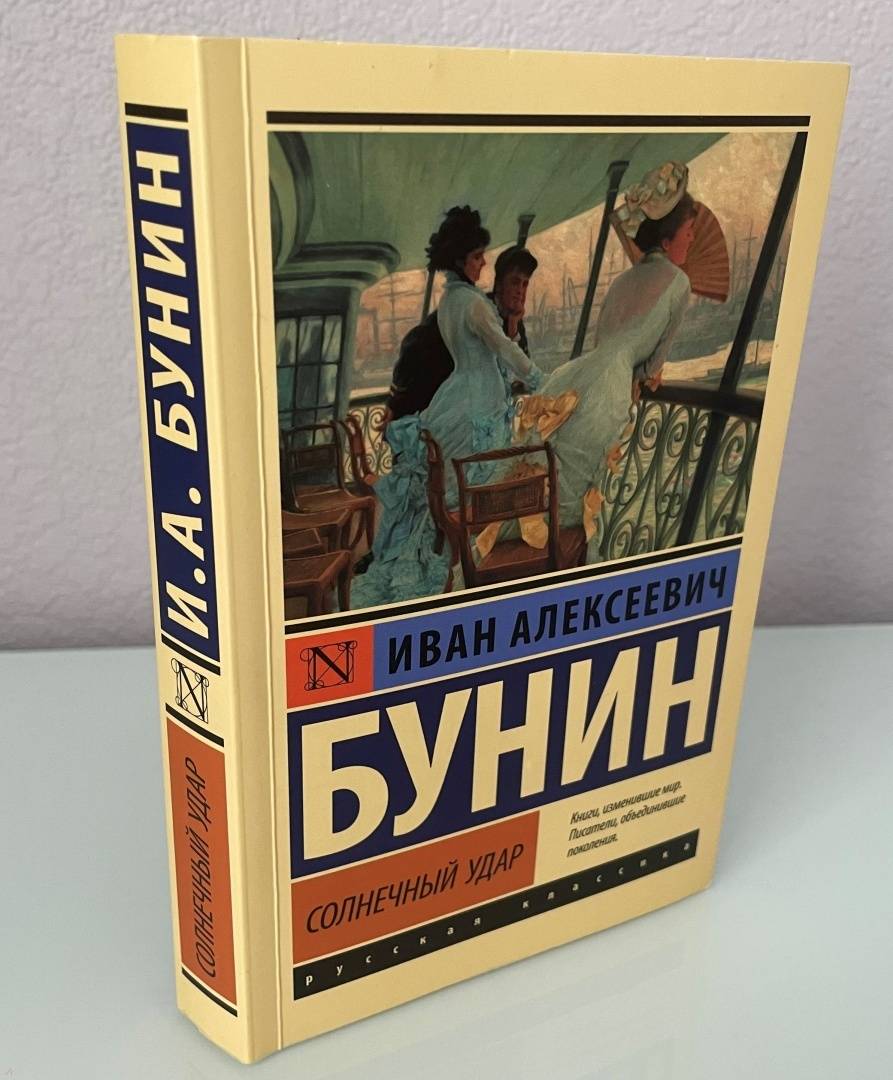 И.А. БУНИН
N
СОЛНЕЧНЫЙ УДАР
N
ИВАН АЛЕКСЕЕВИЧ
БУНИН
Книги, изменившие мир.
Писатели, объединившие
поколения.
СОЛНЕЧНЫЙ УДАР
русская классика